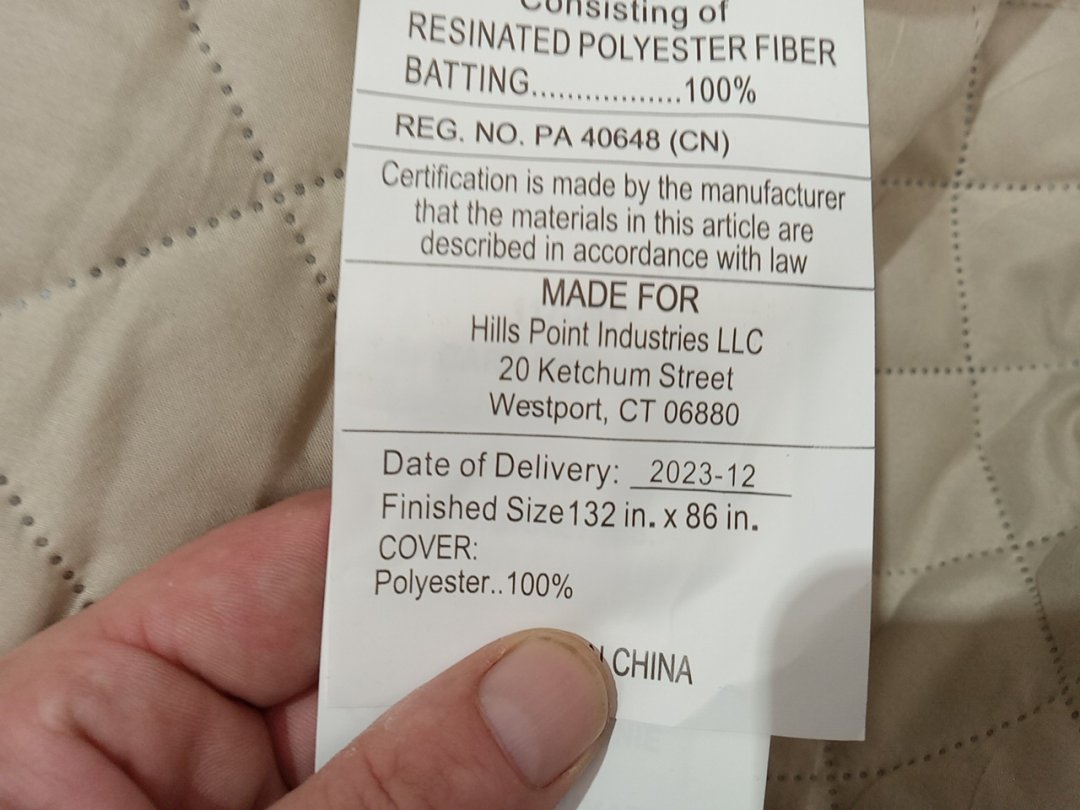 Consisting of
RESINATED POLYESTER FIBER
BATTING.................100%
REG. NO. PA 40648 (CN)
Certification is made by the manufacturer
that the materials in this article are
described in accordance with law
MADE FOR
Hills Point Industries LLC
20 Ketchum Street
Westport, CT 06880
Date of Delivery: 2023-12
Finished Size132 in. x 86 in.
COVER:
Polyester..100%
CHINA